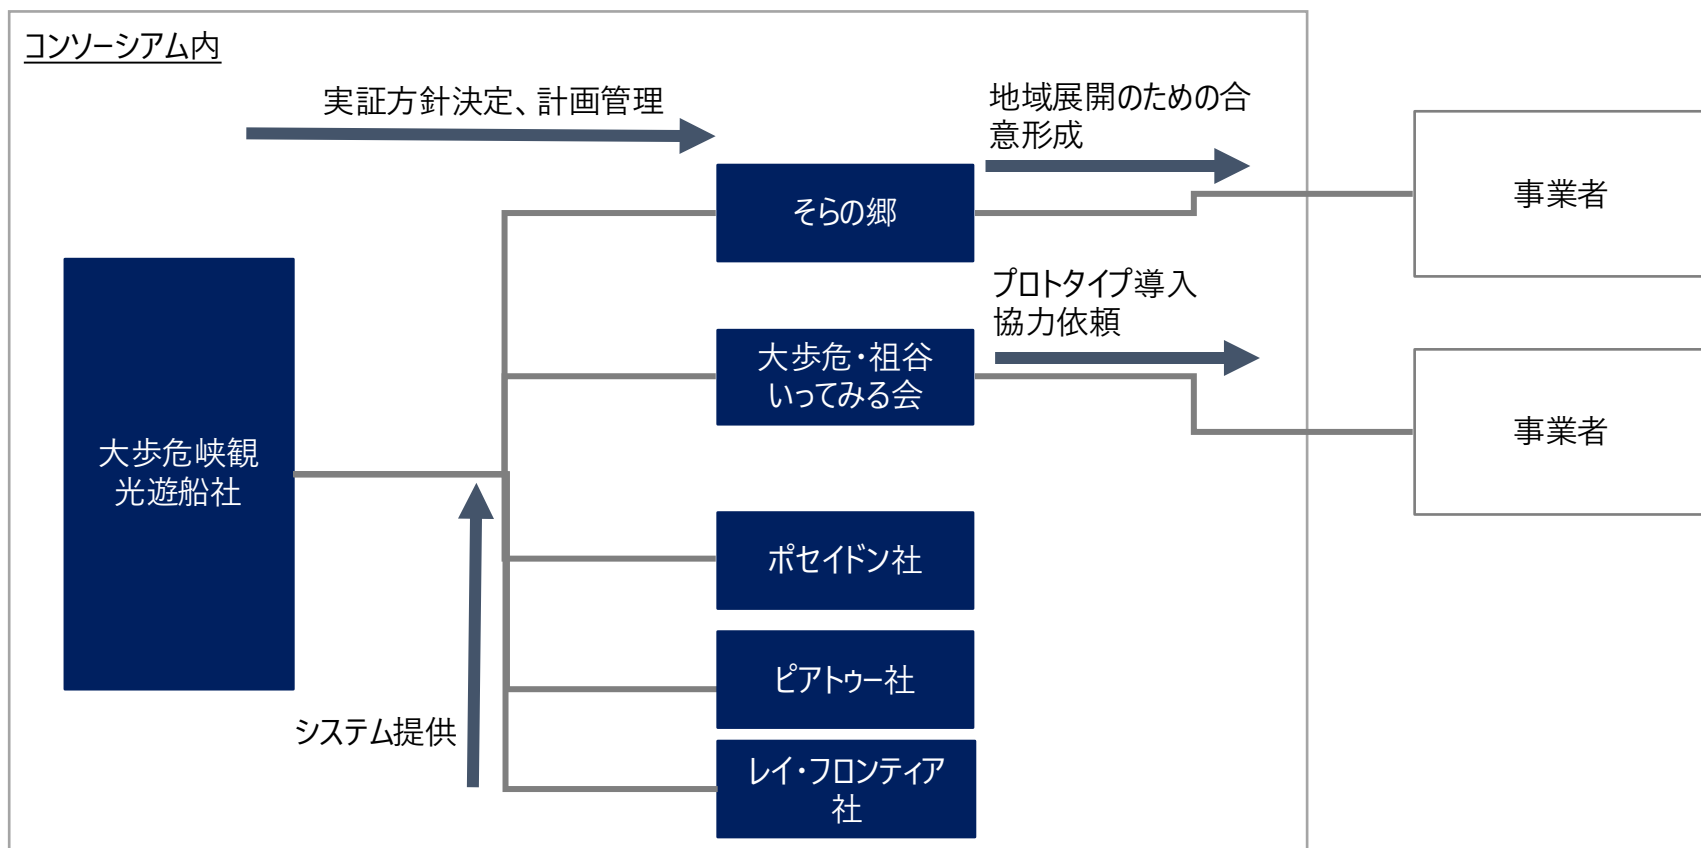 コンソーシアム内
実証方針決定、計画管理
地域展開のための合
意形成
事業者
そらの郷
プロトタイプ導入
協力依頼
大歩危・祖谷
いってみる会
事業者
大歩危峡観
光遊船社
ポセイドン社
ピアトゥー社
システム提供
レイ・フロンティア
社